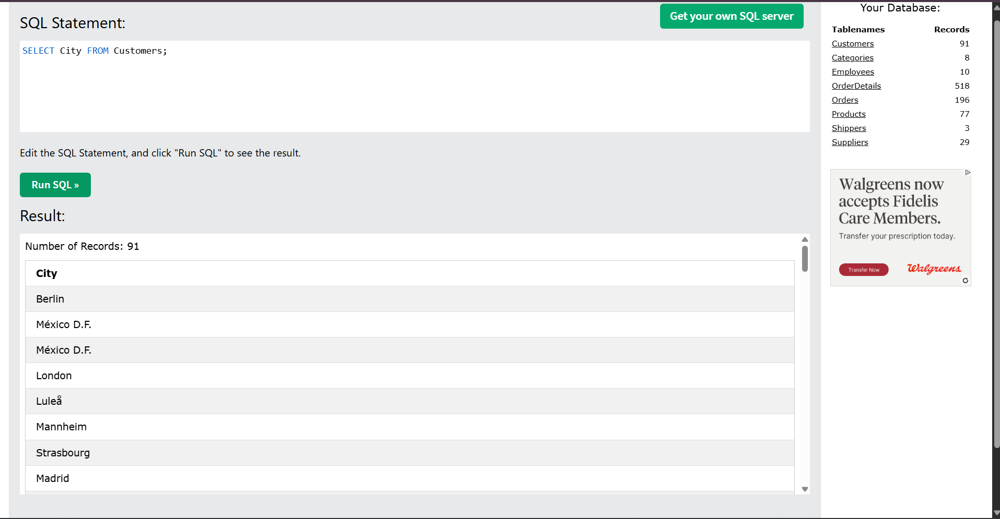 SQL Statement:
Get your own SQL server
SELECT City FROM Customers;
Edit the SQL Statement, and click "Run SQL" to see the result.
Run SQL »
Result:
Number of Records: 91
City
Berlin
México D.F.
México D.F.
London
Luleå
Mannheim
Strasbourg
Madrid
Your Database:
Tablenames Records
Customers 91
Categories 8
Employees 10
OrderDetails 518
Orders 196
Products 77
Shippers 3
Suppliers 29
Walgreens now
accepts Fidelis
Care Members.
Transfer your prescription today.
Transfer Now
Walgreens